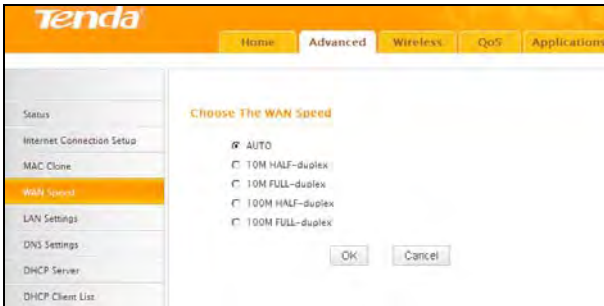 Tenda
Home Advanced Wireless QoS Applications
Status
Internet Connection Setup
MAC Clone
WAN Speed
LAN Settings
DNS Settings
DHCP Server
DHCP Client List
Choose The WAN Speed
AUTO
10M HALF-duplex
10M FULL-duplex
100M HALF-duplex
100M FULL-duplex
OK Cancel